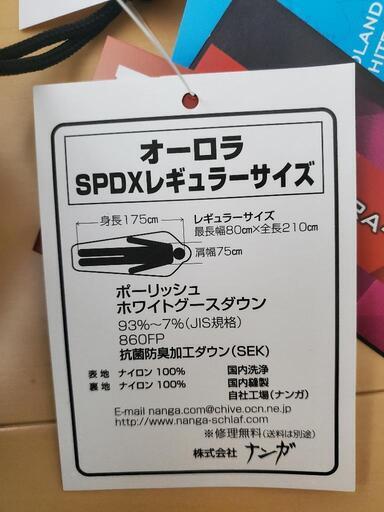 OLAND
HITE
RA
オーロラ
SPDXレギュラーサイズ
身長175cm
レギュラーサイズ
最長幅80cm×全長210cm
肩幅75cm
ポーリッシュ
ホワイトグースダウン
93%~7%(JIS規格)
860FP
抗菌防臭加工ダウン(SEK)
表地 ナイロン 100% 国内洗浄
裏地 ナイロン 100% 国内縫製
自社工場(ナンガ)
E-mail nanga.com@chive.ocn.ne.jp
http://www.nanga-schlaf.com
※修理無料(送料は別途)
株式会社 ナンガ